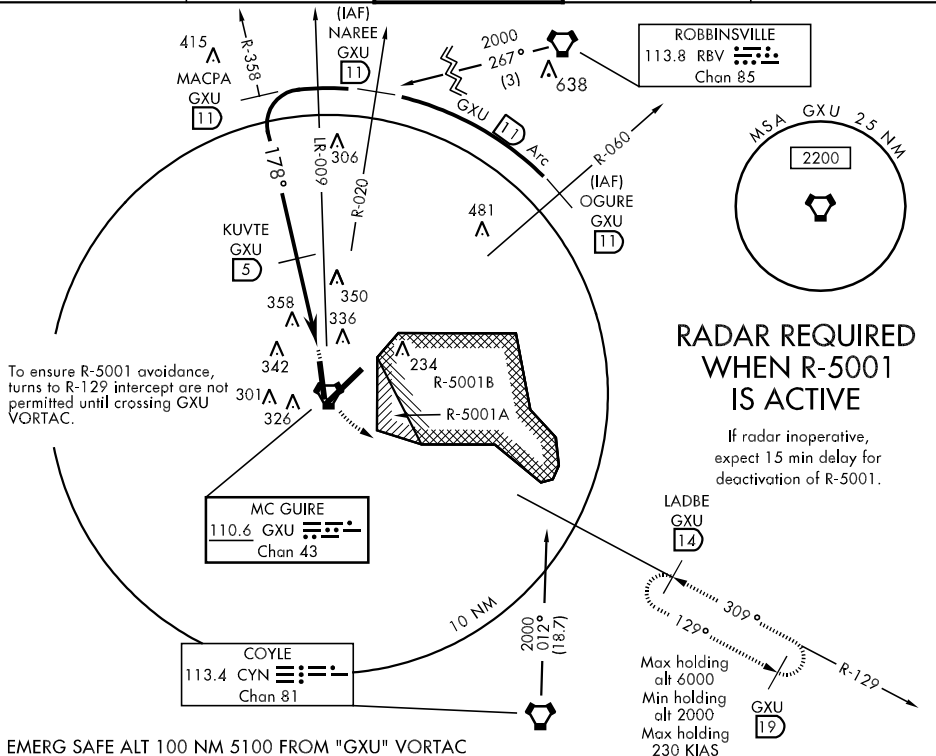 (IAF)
NAREE
GXU
11
415
R-358
MACPA
GXU
11
2000
267°
(3)
638
ROBBINSVILLE
113.8 RBV
Chan 85
GXU 11 Arc
R-060
MSA GXU 25 NM
2200
178°
LR-009
306
R-020
(IAF)
OGURE
GXU
11
481
KUVTE
GXU
5
350
358
336
342
234
R-5001B
R-5001A
301
326
To ensure R-5001 avoidance,
turns to R-129 intercept are not
permitted until crossing GXU
VORTAC.
RADAR REQUIRED
WHEN R-5001
IS ACTIVE
If radar inoperative,
expect 15 min delay for
deactivation of R-5001.
MC GUIRE
110.6 GXU
Chan 43
LADBE
GXU
14
309°
129°
R-129
10 NM
2000
012°
(18.7)
COYLE
113.4 CYN
Chan 81
Max holding
alt 6000
Min holding
alt 2000
Max holding
230 KIAS
GXU
19
EMERG SAFE ALT 100 NM 5100 FROM "GXU" VORTAC